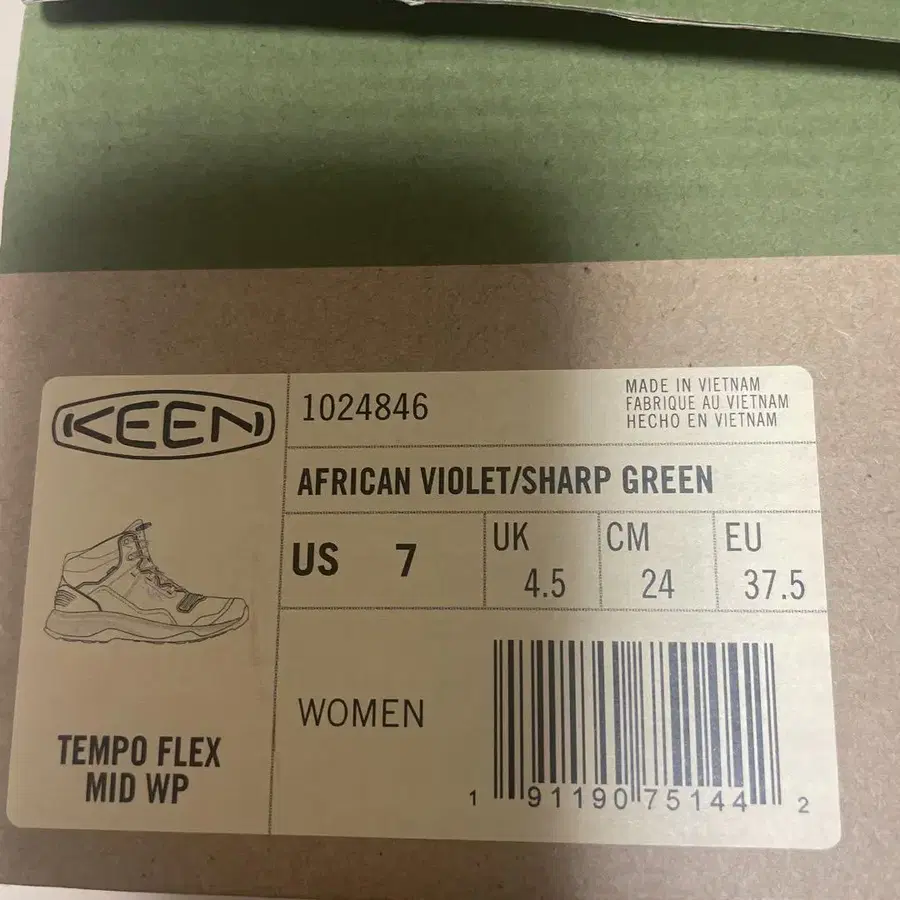 KEEN
1024846
MADE IN VIETNAM
FABRIQUE AU VIETNAM
HECHO EN VIETNAM
AFRICAN VIOLET/SHARP GREEN
US 7
UK 4.5
CM 24
EU 37.5
WOMEN
TEMPO FLEX
MID WP
1 91190 75144 2